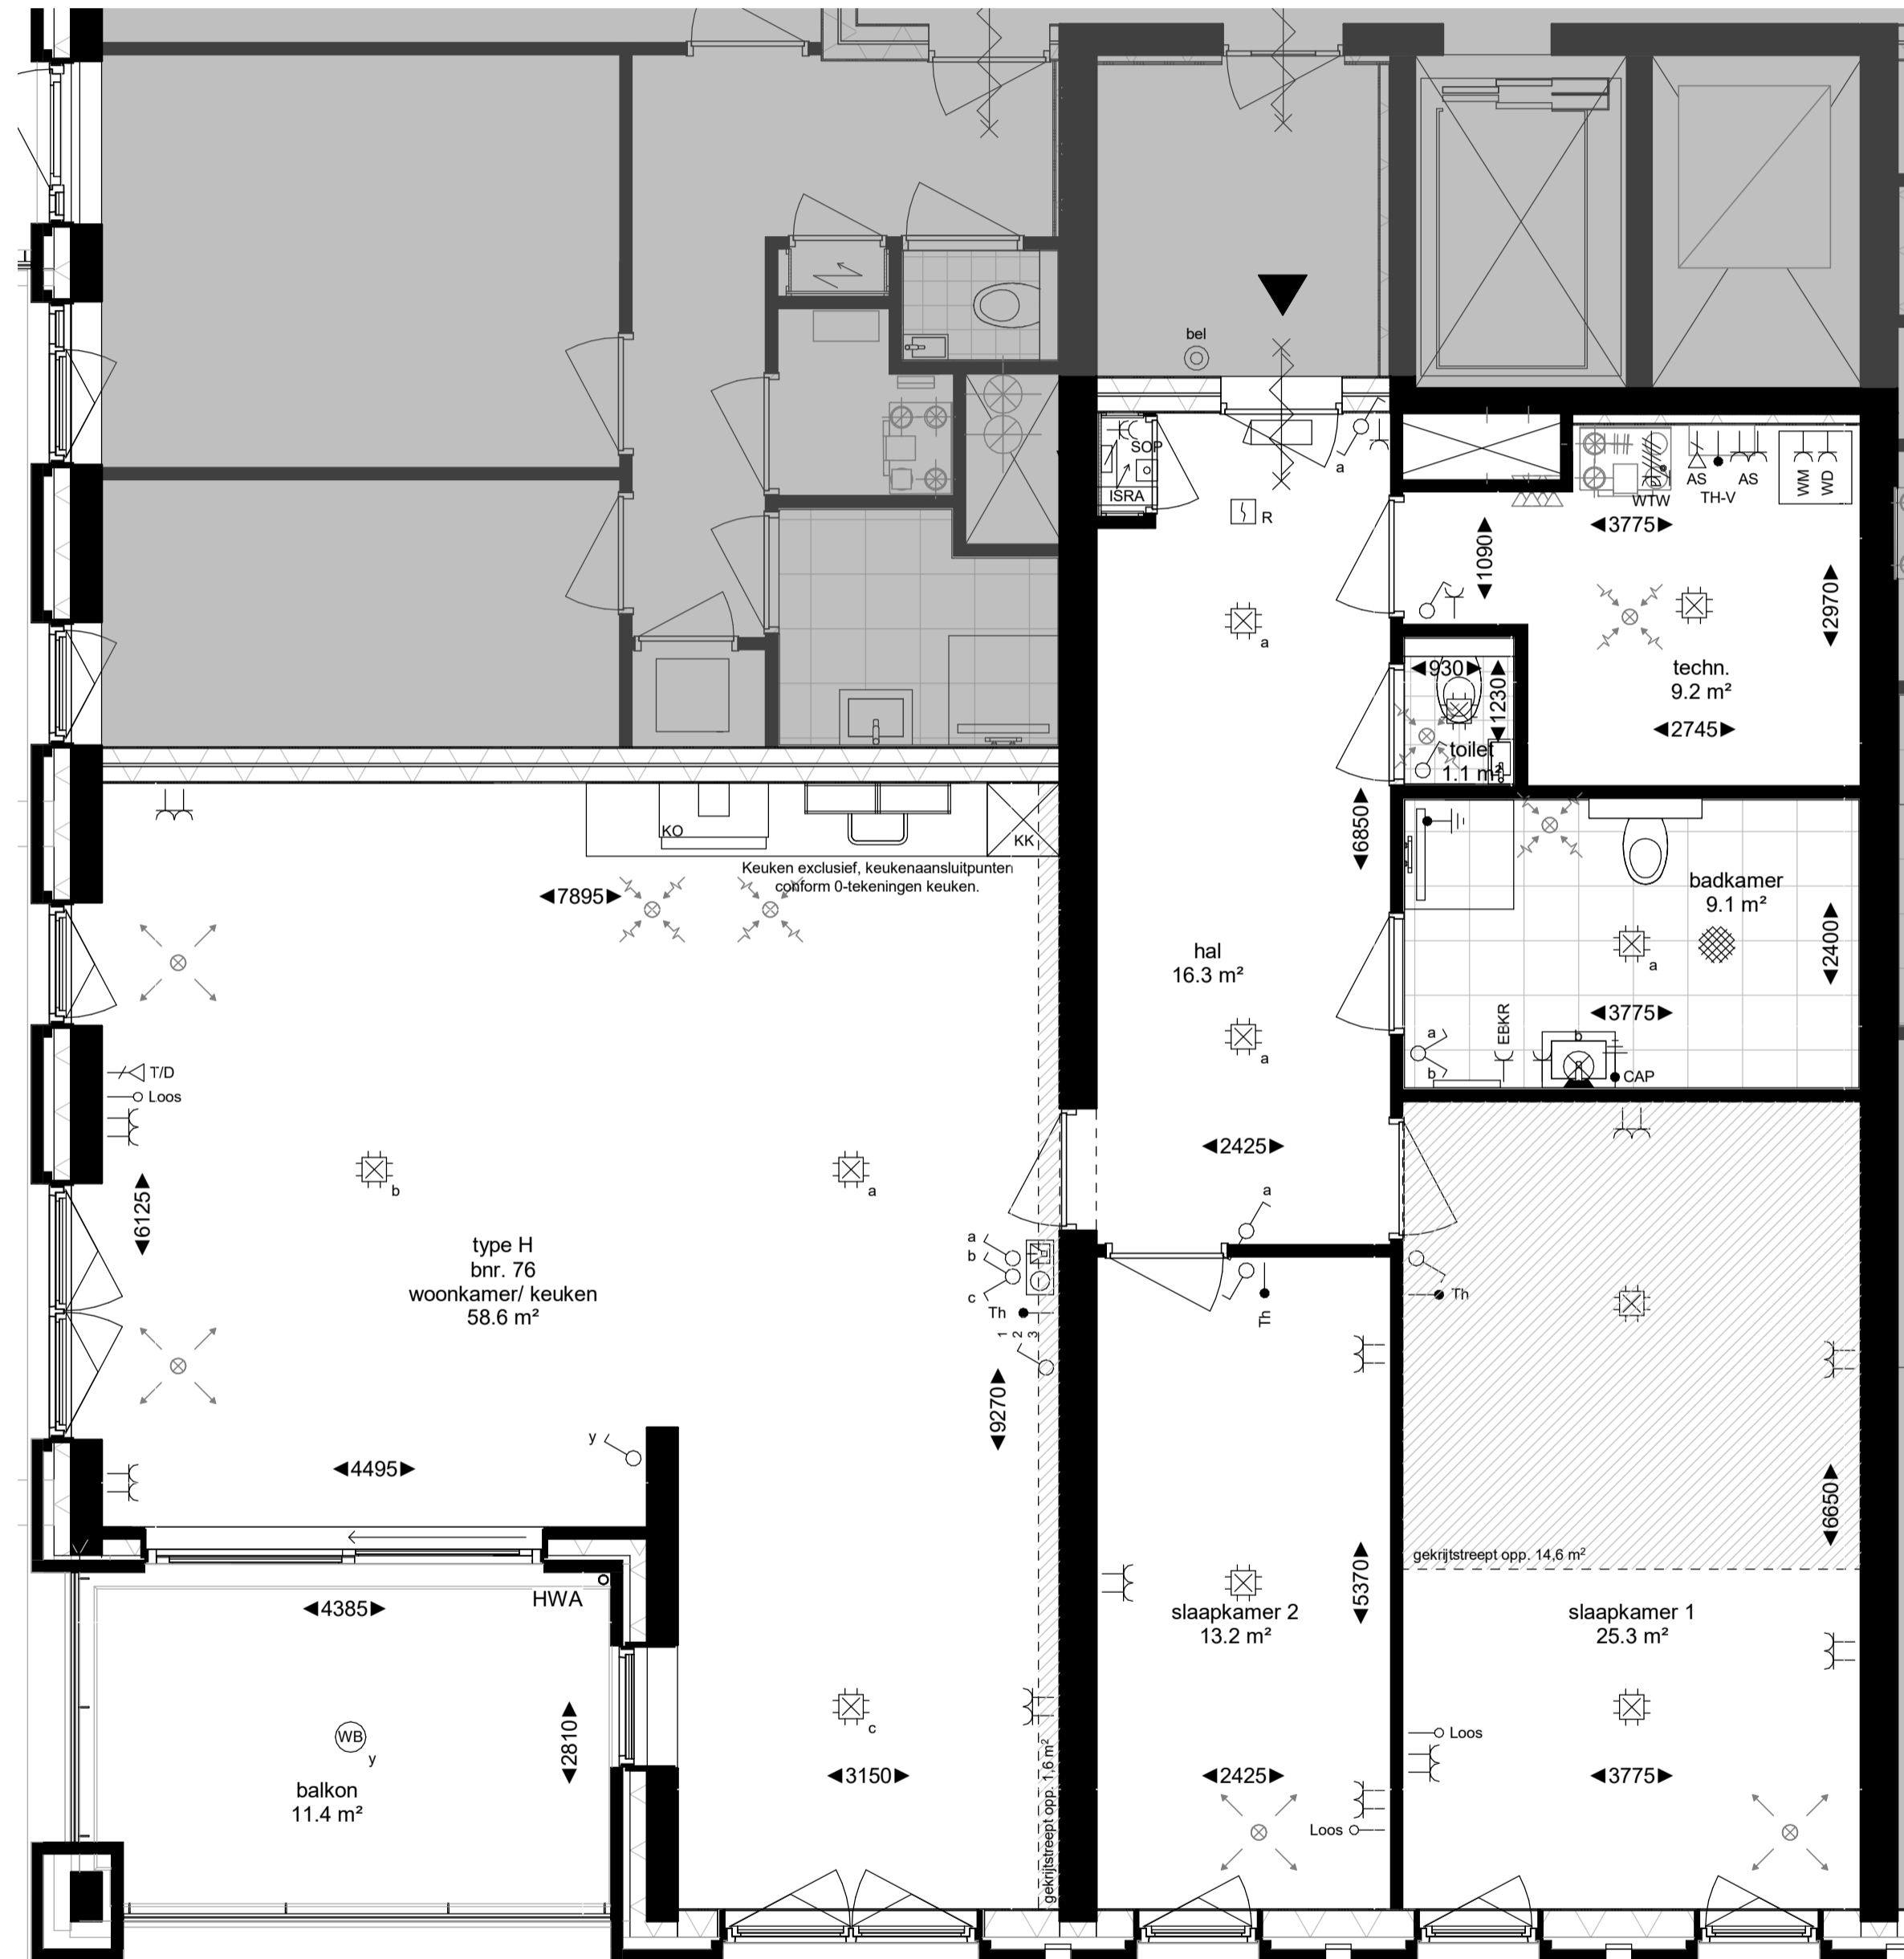 bel
SOP
ISRA
a
R
WTW
AS
TH-V
AS
WM
WD
3775
1090
2970
a
930
1230
techn.
9.2 m²
toilet
1.1 m²
2745
KO
KK
Keuken exclusief, keukenaansluitpunten
conform 0-tekeningen keuken.
7895
6850
badkamer
9.1 m²
2400
hal
16.3 m²
a
3775
a
a
b
EBKR
b
CAP
T/D
Loos
b
a
2425
a
6125
type H
bnr. 76
woonkamer/ keuken
58.6 m²
a
b
c
Th
1
2
3
Th
Th
9270
y
4495
6650
gekrijtstreept opp. 14,6 m²
5370
HWA
4385
slaapkamer 2
13.2 m²
slaapkamer 1
25.3 m²
WB
y
2810
c
Loos
balkon
11.4 m²
3150
gekrijtstreept opp. 1,6 m²
2425
3775
Loos